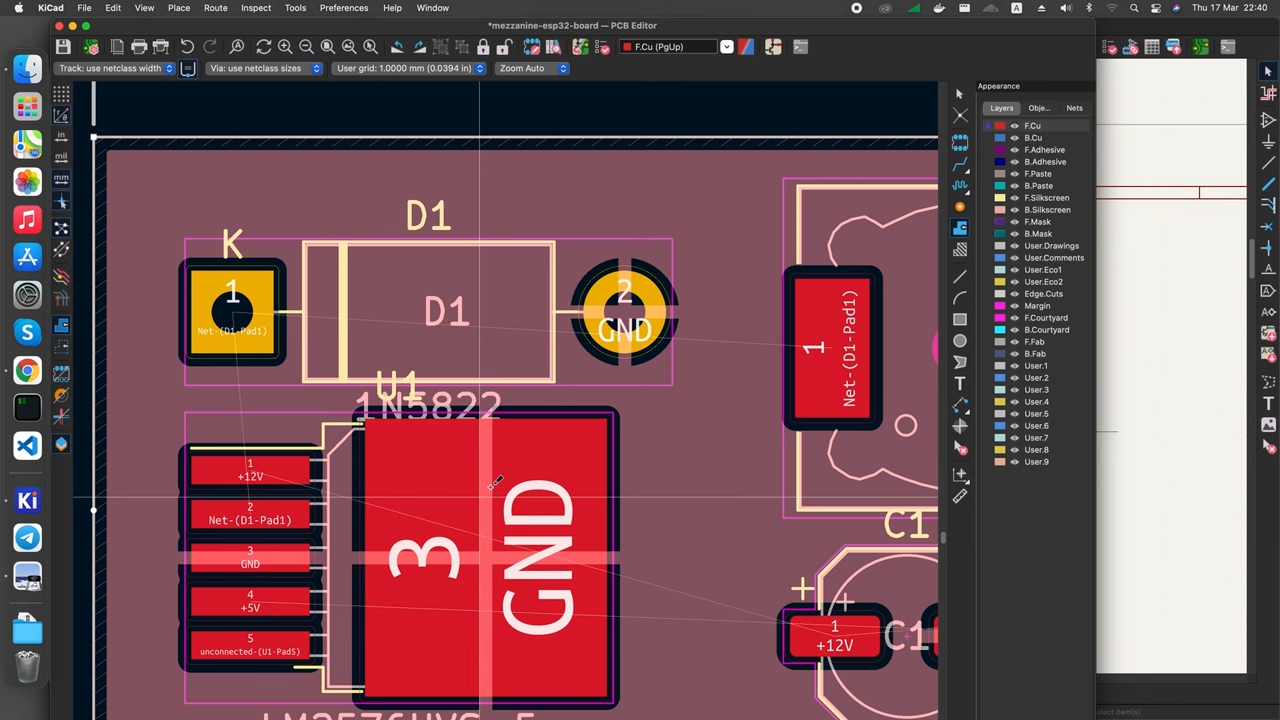 KiCad File Edit View Place Route Inspect Tools Preferences Help Window
A Thu 17 Mar 22:40
*mezzanine-esp32-board — PCB Editor
F.Cu (PgUp)
Track: use netclass width
Via: use netclass sizes
User grid: 1.0000 mm (0.0394 in)
Zoom Auto
Appearance
Layers Obje... Nets
F.Cu
B.Cu
F.Adhesive
B.Adhesive
F.Paste
B.Paste
F.Silkscreen
B.Silkscreen
F.Mask
B.Mask
User.Drawings
User.Comments
User.Eco1
User.Eco2
Edge.Cuts
Margin
F.Courtyard
B.Courtyard
F.Fab
B.Fab
User.1
User.2
User.3
User.4
User.5
User.6
User.7
User.8
User.9
in
mil
mm
D1
K
1
Net-(D1-Pad1)
D1
2
GND
1
Net-(D1-Pad1)
U1
1N5822
1
+12V
2
Net-(D1-Pad1)
3
GND
4
+5V
5
unconnected-(U1-Pad5)
3
GND
C1
+
+
1
+12V
C1
Ki
T
T
A